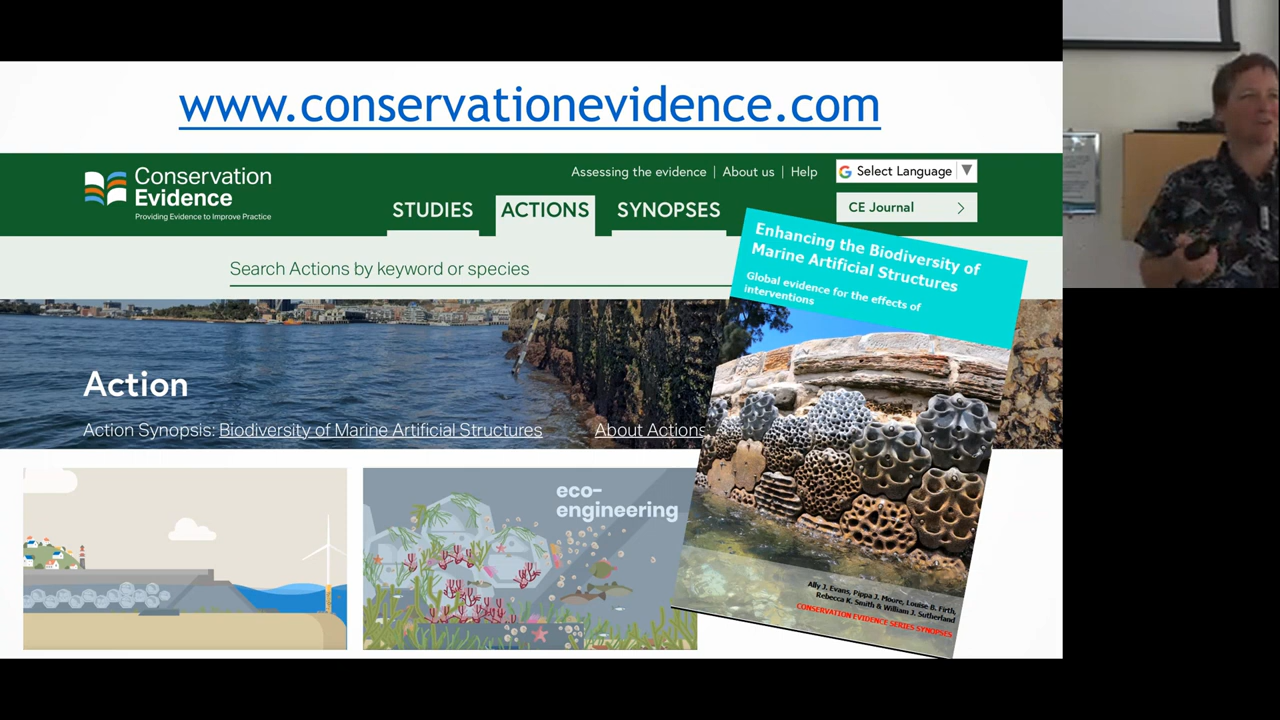 www.conservationevidence.com
Conservation
Evidence
Providing Evidence to Improve Practice
Assessing the evidence | About us | Help
Select Language
CE Journal
STUDIES ACTIONS SYNOPSES
Search Actions by keyword or species
Action
Action Synopsis: Biodiversity of Marine Artificial Structures
About Actions
eco-
engineering
Enhancing the Biodiversity of
Marine Artificial Structures
Global evidence for the effects of
interventions
Ally J. Evans, Pippa J. Moore, Louise B. Firth,
Rebecca K. Smith & William J. Sutherland
CONSERVATION EVIDENCE SERIES SYNOPSES